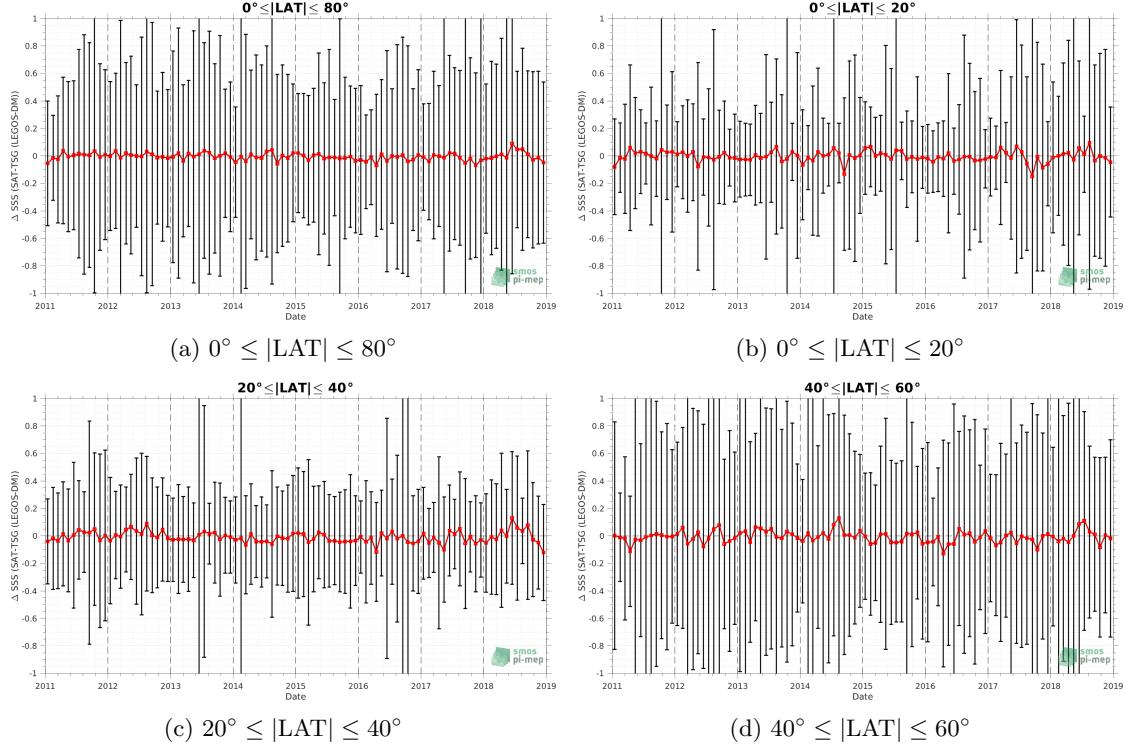 0°≤|LAT|≤ 80°
Δ SSS (SAT-TSG (LEGOS-DM))
1
0.8
0.6
0.4
0.2
0
-0.2
-0.4
-0.6
-0.8
-1
2011 2012 2013 2014 2015 2016 2017 2018 2019
Date
smos
pi-mep
(a) 0° ≤ |LAT| ≤ 80°
0°≤|LAT|≤ 20°
Δ SSS (SAT-TSG (LEGOS-DM))
1
0.8
0.6
0.4
0.2
0
-0.2
-0.4
-0.6
-0.8
-1
2011 2012 2013 2014 2015 2016 2017 2018 2019
Date
smos
pi-mep
(b) 0° ≤ |LAT| ≤ 20°
20°≤|LAT|≤ 40°
Δ SSS (SAT-TSG (LEGOS-DM))
1
0.8
0.6
0.4
0.2
0
-0.2
-0.4
-0.6
-0.8
-1
2011 2012 2013 2014 2015 2016 2017 2018 2019
Date
smos
pi-mep
(c) 20° ≤ |LAT| ≤ 40°
40°≤|LAT|≤ 60°
Δ SSS (SAT-TSG (LEGOS-DM))
1
0.8
0.6
0.4
0.2
0
-0.2
-0.4
-0.6
-0.8
-1
2011 2012 2013 2014 2015 2016 2017 2018 2019
Date
smos
pi-mep
(d) 40° ≤ |LAT| ≤ 60°